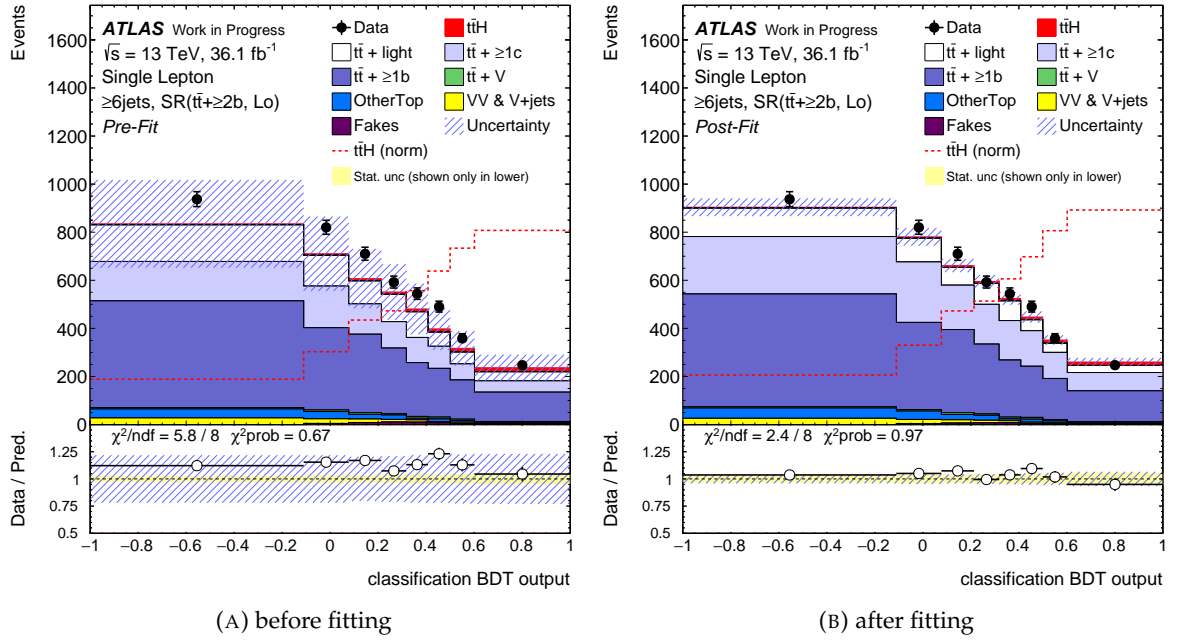 Events
1600
1400
1200
1000
800
600
400
200
0
ATLAS Work in Progress
√s = 13 TeV, 36.1 fb⁻¹
Single Lepton
≥6jets, SR(tt̄+≥2b, Lo)
Pre-Fit
Data
tt̄H
tt̄ + light
tt̄ + ≥1c
tt̄ + ≥1b
tt̄ + V
OtherTop
VV & V+jets
Fakes
Uncertainty
tt̄H (norm)
Stat. unc (shown only in lower)
χ²/ndf = 5.8 / 8 χ²prob = 0.67
Data / Pred.
1.25
1
0.75
0.5
−1 −0.8 −0.6 −0.4 −0.2 0 0.2 0.4 0.6 0.8 1
classification BDT output
(A) before fitting
Events
1600
1400
1200
1000
800
600
400
200
0
ATLAS Work in Progress
√s = 13 TeV, 36.1 fb⁻¹
Single Lepton
≥6jets, SR(tt̄+≥2b, Lo)
Post-Fit
Data
tt̄H
tt̄ + light
tt̄ + ≥1c
tt̄ + ≥1b
tt̄ + V
OtherTop
VV & V+jets
Fakes
Uncertainty
tt̄H (norm)
Stat. unc (shown only in lower)
χ²/ndf = 2.4 / 8 χ²prob = 0.97
Data / Pred.
1.25
1
0.75
0.5
−1 −0.8 −0.6 −0.4 −0.2 0 0.2 0.4 0.6 0.8 1
classification BDT output
(B) after fitting